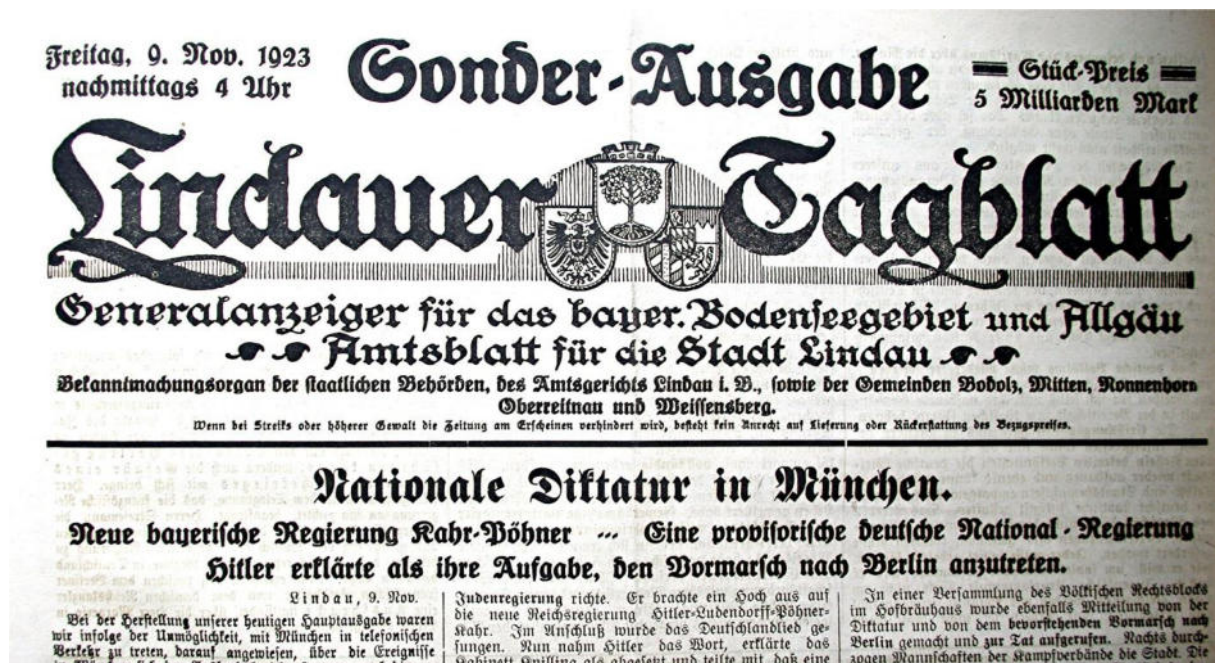 Freitag, 9. Nov. 1923
nachmittags 4 Uhr
Sonder-Ausgabe
Stück-Preis
5 Milliarden Mark
Lindauer Tagblatt
Generalanzeiger für das bayer. Bodenseegebiet und Allgäu
Amtsblatt für die Stadt Lindau
Bekanntmachungsorgan der staatlichen Behörden, des Amtsgerichts Lindau i. B., sowie der Gemeinden Bodolz, Mitten, Nonnenhorn
Oberreitnau und Weissensberg.
Wenn bei Streiks oder höherer Gewalt die Zeitung am Erscheinen verhindert wird, besteht kein Anrecht auf Lieferung oder Rückerstattung des Bezugspreises.
Nationale Diktatur in München.
Neue bayerische Regierung Kahr-Pöhner --- Eine provisorische deutsche National-Regierung
Hitler erklärte als ihre Aufgabe, den Vormarsch nach Berlin anzutreten.
Lindau, 9. Nov.
Bei der Herstellung unserer heutigen Hauptausgabe waren
wir infolge der Unmöglichkeit, mit München in telefonischen
Verkehr zu treten, darauf angewiesen, über die Ereignisse
Judenregierung richte. Er brachte ein Hoch aus auf
die neue Reichsregierung Hitler-Ludendorff-Pöhner-
Kahr. Im Anschluß wurde das Deutschlandlied ge-
sungen. Nun nahm Hitler das Wort, erklärte das
Kabinett Knilling als abgesetzt und teilte mit, daß eine
In einer Versammlung des Völkischen Rechtsblocks
im Hofbräuhaus wurde ebenfalls Mitteilung von der
Diktatur und von dem bevorstehenden Vormarsch nach
Berlin gemacht und zur Tat aufgerufen. Nachts durch-
zogen Mannschaften der Kampfverbände die Stadt. Die